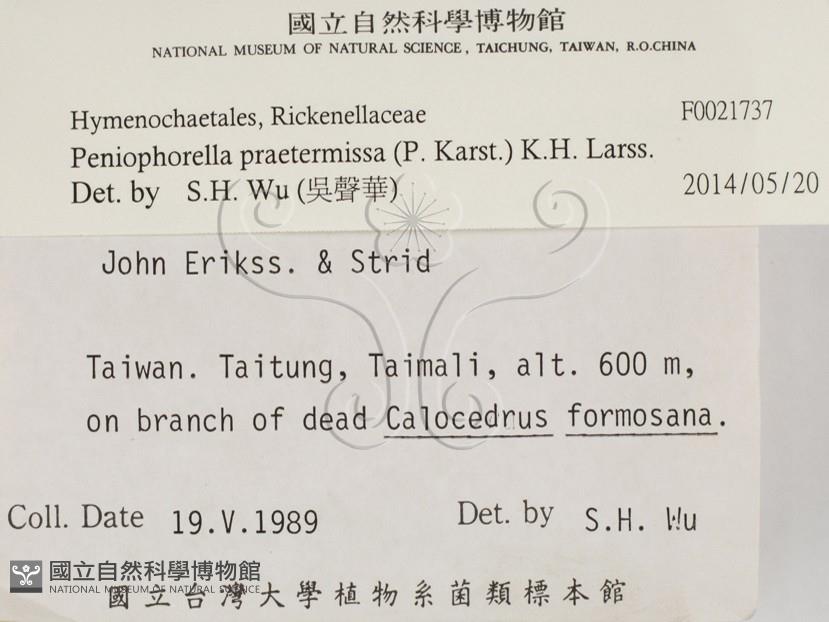 國立自然科學博物館
NATIONAL MUSEUM OF NATURAL SCIENCE, TAICHUNG, TAIWAN, R.O.CHINA
Hymenochaetales, Rickenellaceae F0021737
Peniophorella praetermissa (P. Karst.) K.H. Larss.
Det. by S.H. Wu (吳聲華) 2014/05/20
John Erikss. & Strid
Taiwan. Taitung, Taimali, alt. 600 m,
on branch of dead Calocedrus formosana.
Coll. Date 19.V.1989 Det. by S.H. Wu
國立自然科學博物館
NATIONAL MUSEUM OF NATURAL SCIENCE
國立台灣大學植物系菌類標本館